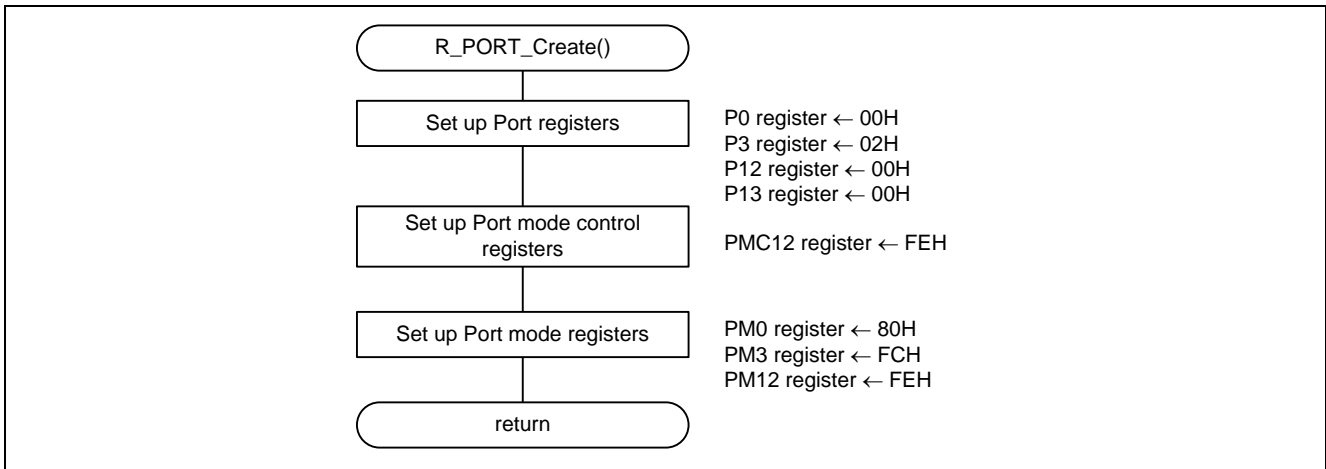 R_PORT_Create()
Set up Port registers
P0 register ← 00H
P3 register ← 02H
P12 register ← 00H
P13 register ← 00H
Set up Port mode control
registers
PMC12 register ← FEH
Set up Port mode registers
PM0 register ← 80H
PM3 register ← FCH
PM12 register ← FEH
return